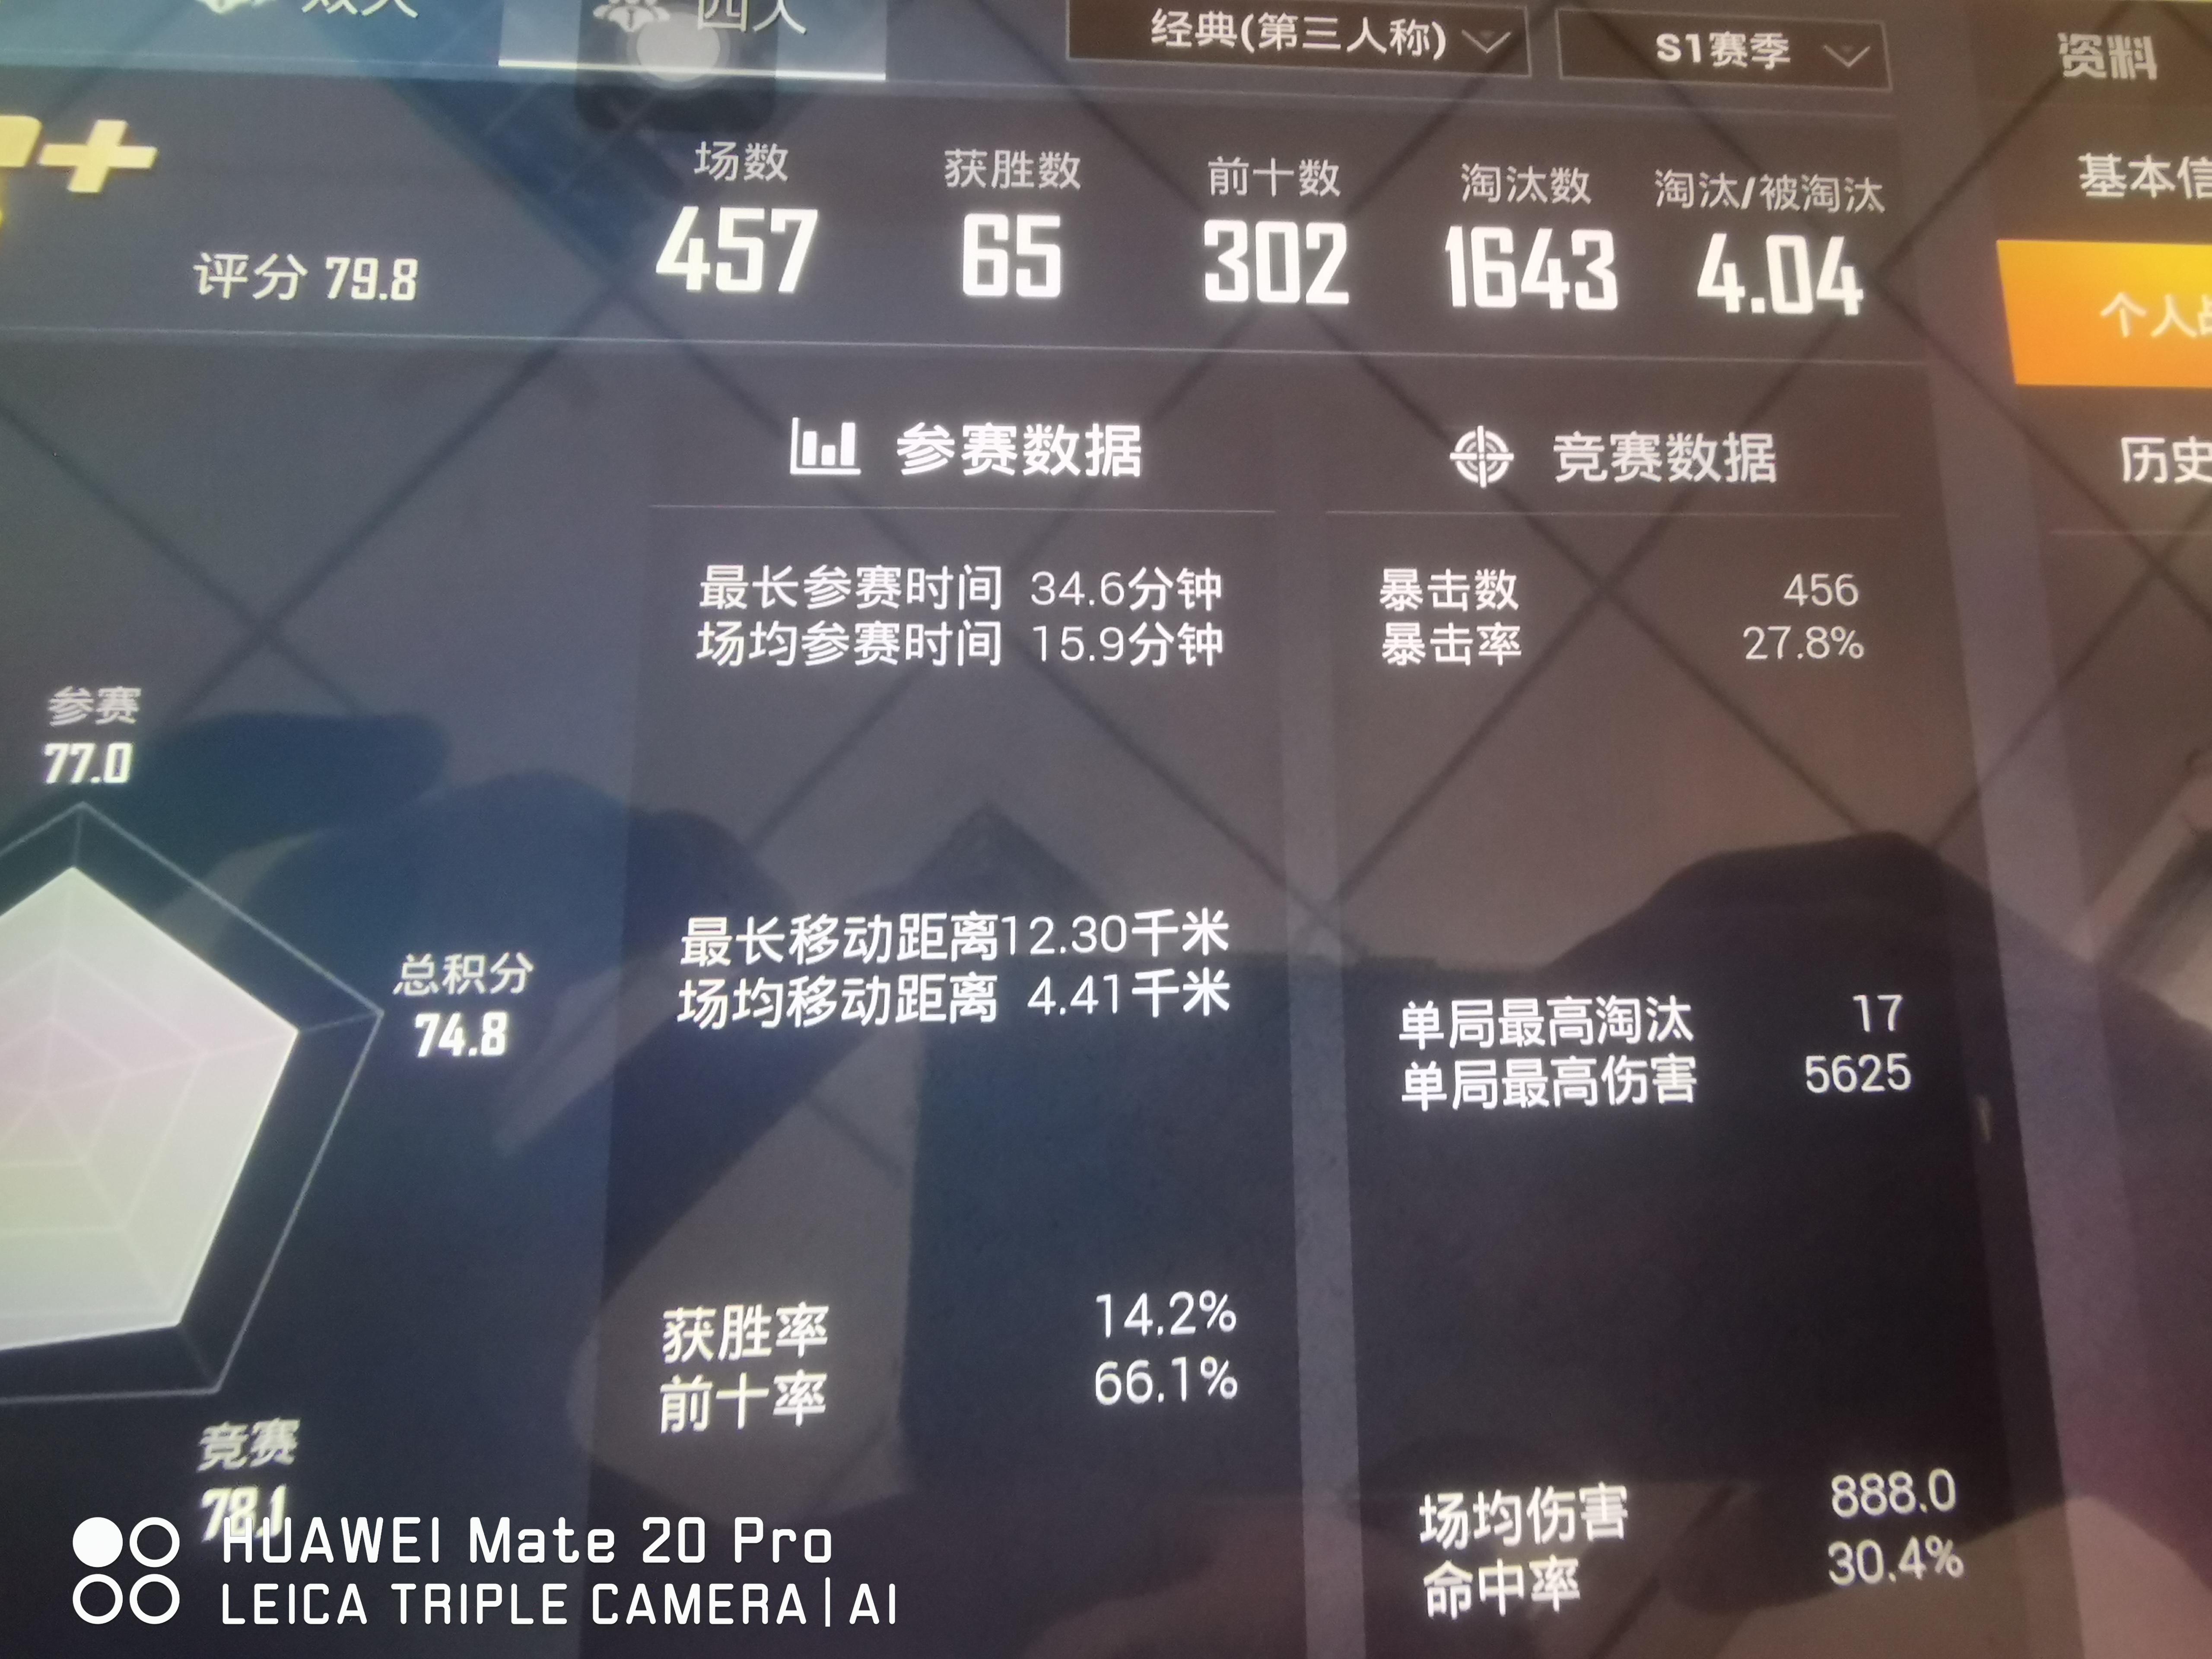 四人
经典(第三人称)
S1赛季
资料
场数
获胜数
前十数
淘汰数
淘汰/被淘汰
457
65
302
1643
4.04
评分 79.8
基本信
个人
历史
参赛数据
竞赛数据
最长参赛时间 34.6分钟
场均参赛时间 15.9分钟
暴击数 456
暴击率 27.8%
参赛
77.0
总积分
74.8
最长移动距离12.30千米
场均移动距离 4.41千米
单局最高淘汰 17
单局最高伤害 5625
获胜率 14.2%
前十率 66.1%
竞赛
78.1
场均伤害 888.0
命中率 30.4%
HUAWEI Mate 20 Pro
LEICA TRIPLE CAMERA | AI